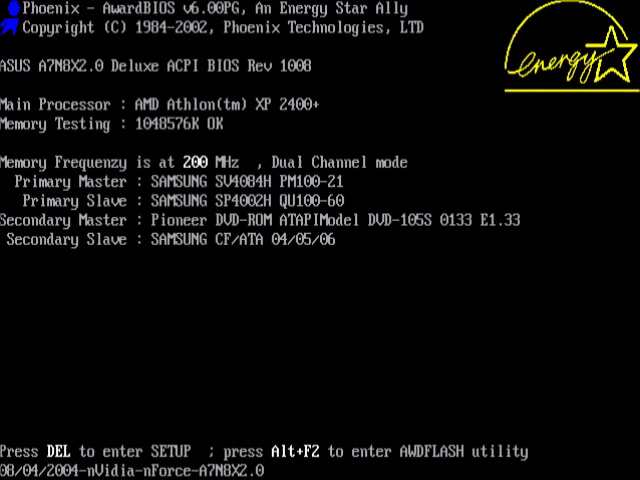 Phoenix - AwardBIOS v6.00PG, An Energy Star Ally
Copyright (C) 1984-2002, Phoenix Technologies, LTD
energy
ASUS A7N8X2.0 Deluxe ACPI BIOS Rev 1008
Main Processor : AMD Athlon(tm) XP 2400+
Memory Testing : 1048576K OK
Memory Frequenzy is at 200 MHz  , Dual Channel mode
Primary Master : SAMSUNG SV4084H PM100-21
Primary Slave : SAMSUNG SP4002H QU100-60
Secondary Master : Pioneer DVD-ROM ATAPIModel DVD-105S 0133 E1.33
Secondary Slave : SAMSUNG CF/ATA 04/05/06
Press DEL to enter SETUP  ; press Alt+F2 to enter AWDFLASH utility
08/04/2004-nVidia-nForce-A7N8X2.0